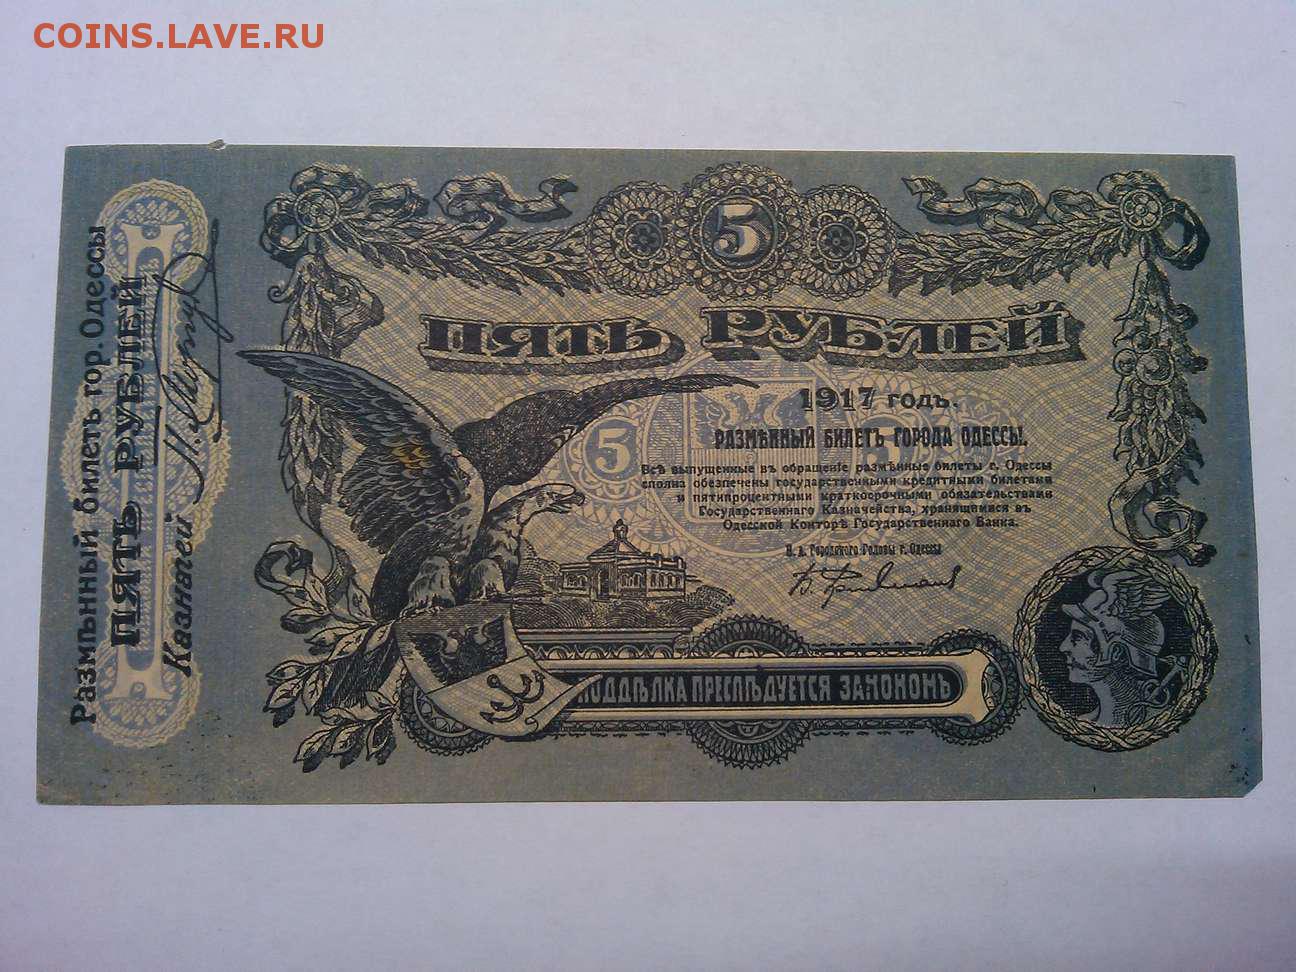 COINS.LAVE.RU
Размѣнный билетъ гор.Одессы
ПЯТЬ РУБЛЕЙ
Казначей
5
ПЯТЬ РУБЛЕЙ
1917 годъ.
РАЗМѢННЫЙ БИЛЕТЪ ГОРОДА ОДЕССЫ.
5 5
Всѣ выпущенные въ обращеніе размѣнные билеты г. Одессы
сполна обезпечены государственными кредитными билетами
и пятипроцентными краткосрочными обязательствами
Государственнаго Казначейства, хранящимися въ
Одесской Конторѣ Государственнаго Банка.
И. д. Городского Головы г. Одессы
ПОДДѢЛКА ПРЕСЛѢДУЕТСЯ ЗАКОНОМЪ